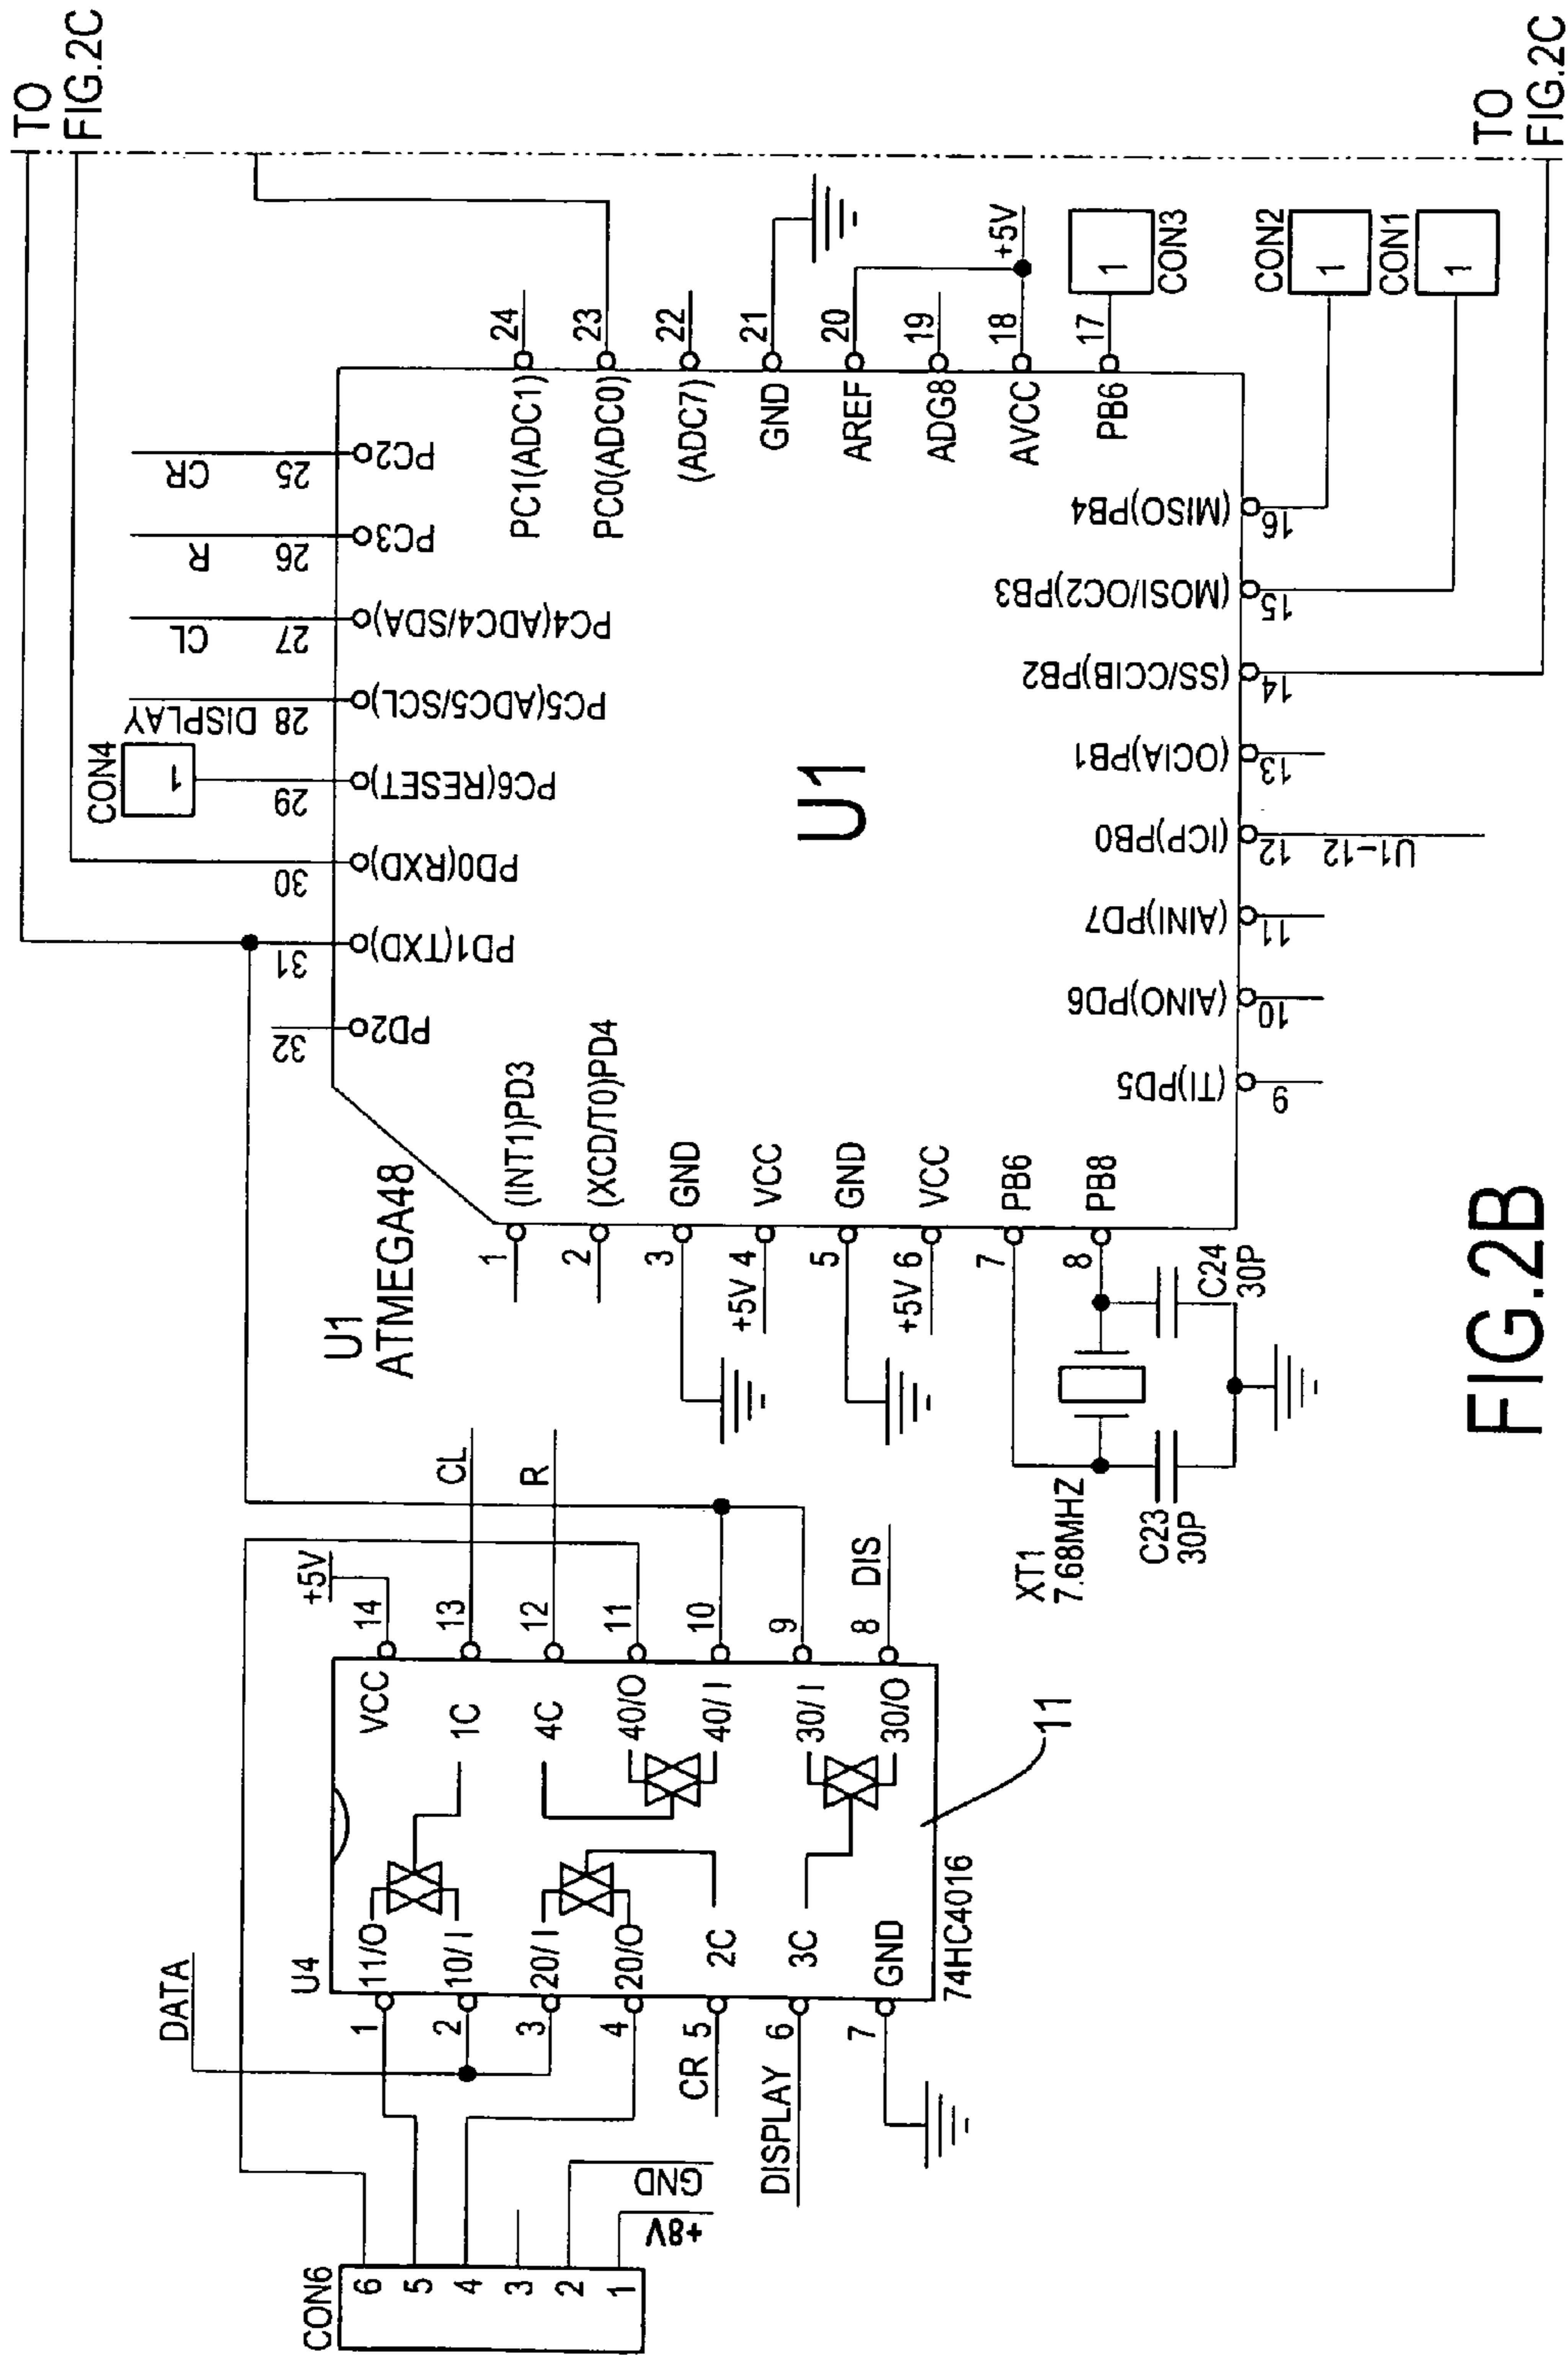 TO
FIG.2C
TO
FIG.2C
CON6
6
5
4
3
2
1
+8V
GND
DATA
U4
1
2
3
4
CR 5
DISPLAY 6
7
11/O
10/I
20/I
20/O
2C
3C
GND
VCC
1C
4C
40/O
40/I
30/I
30/O
+5V
14
13
12
11
10
9
8
CL
R
DIS
74HC4016
11
U1
ATMEGA48
1
2
3
+5V 4
5
+5V 6
7
8
(INT1)PD3
(XCD/T0)PD4
GND
VCC
GND
VCC
PB6
PB8
XT1
7.68MHZ
C23
30P
C24
30P
U1
32
31
30
29
28 DISPLAY
27
CL
26
R
25
CR
CON4
1
PD2
PD1(TXD)
PD0(RXD)
PC6(RESET)
PC5(ADC5/SCL)
PC4(ADC4/SDA)
PC3
PC2
PC1(ADC1)
PC0(ADC0)
(ADC7)
GND
AREF
ADG8
AVCC
PB6
24
23
22
21
20
19
18
17
+5V
1
CON3
CON2
1
CON1
1
(TI)PD5
(AINO)PD6
(AINI)PD7
(ICP)PB0
(OCIA)PB1
(SS/CCIB)PB2
(MOSI/OC2)PB3
(MISO)PB4
9
10
11
12 U1-12
13
14
15
16
FIG.2B